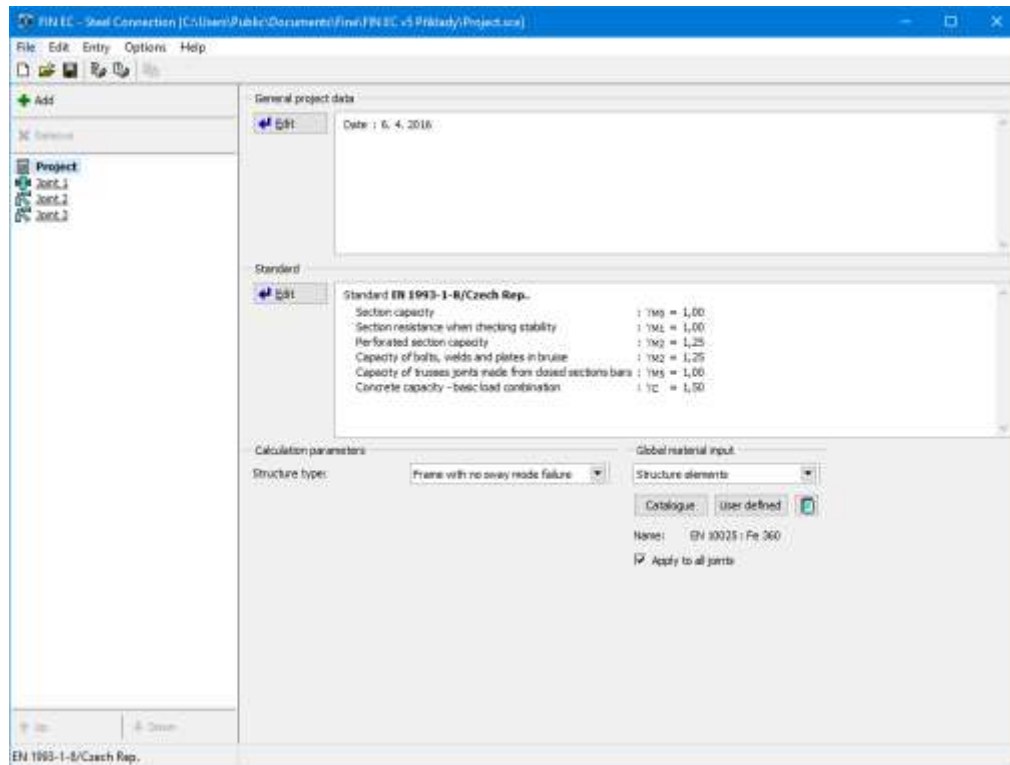 FIN EC - Steel Connection [C:\Users\Public\Documents\Fine\FIN EC v5 Příklady\Project.sce]
File Edit Entry Options Help
Add
Remove
Project
Joint 1
Joint 2
Joint 3
General project data
Edit
Date : 6. 4. 2016
Standard
Edit
Standard EN 1993-1-8/Czech Rep..
Section capacity : γM0 = 1,00
Section resistance when checking stability : γM1 = 1,00
Perforated section capacity : γM2 = 1,25
Capacity of bolts, welds and plates in bruise : γM2 = 1,25
Capacity of trusses joints made from closed sections bars : γM5 = 1,00
Concrete capacity - basic load combination : γC = 1,50
Calculation parameters
Structure type: Frame with no sway mode failure
Global material input
Structure elements
Catalogue User defined
Name: EN 10025 : Fe 360
Apply to all joints
Up Down
EN 1993-1-8/Czech Rep.